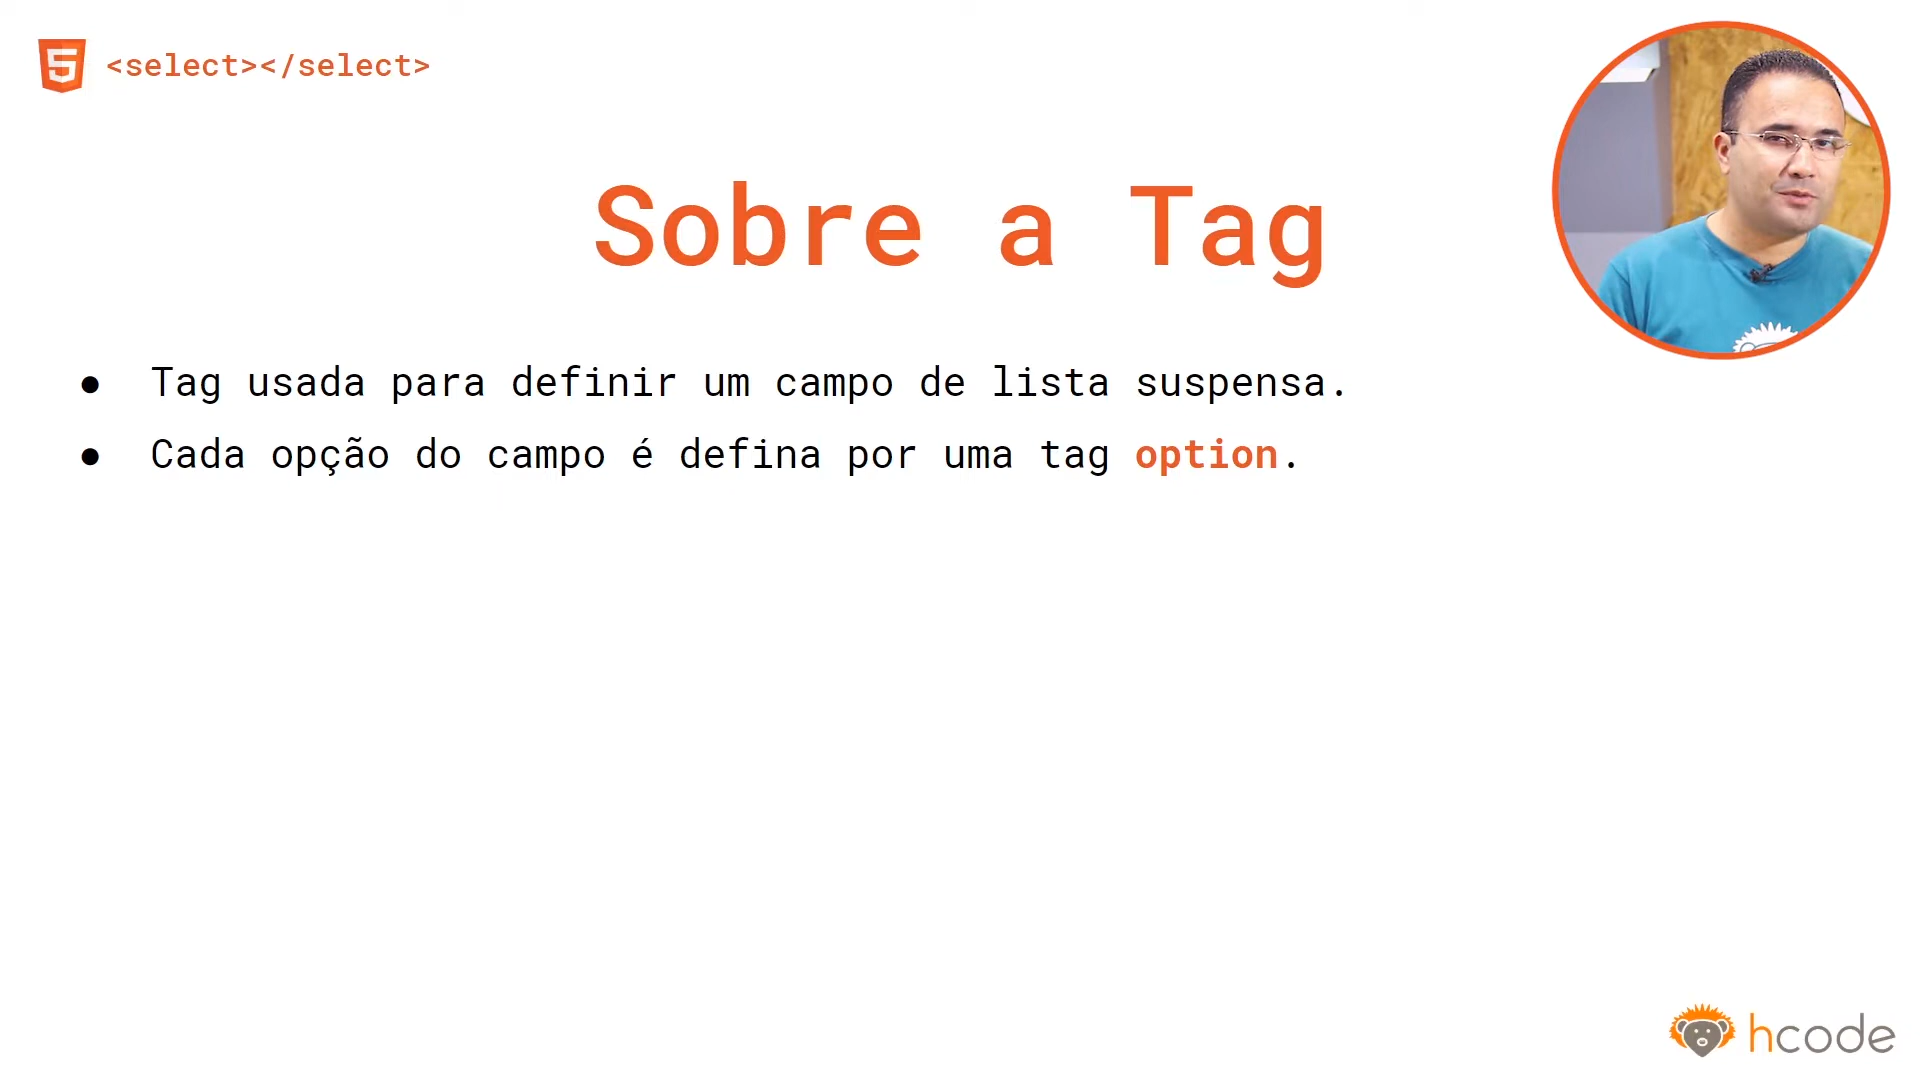 <select></select>
Sobre a Tag
● Tag usada para definir um campo de lista suspensa.
● Cada opção do campo é defina por uma tag option.
hcode